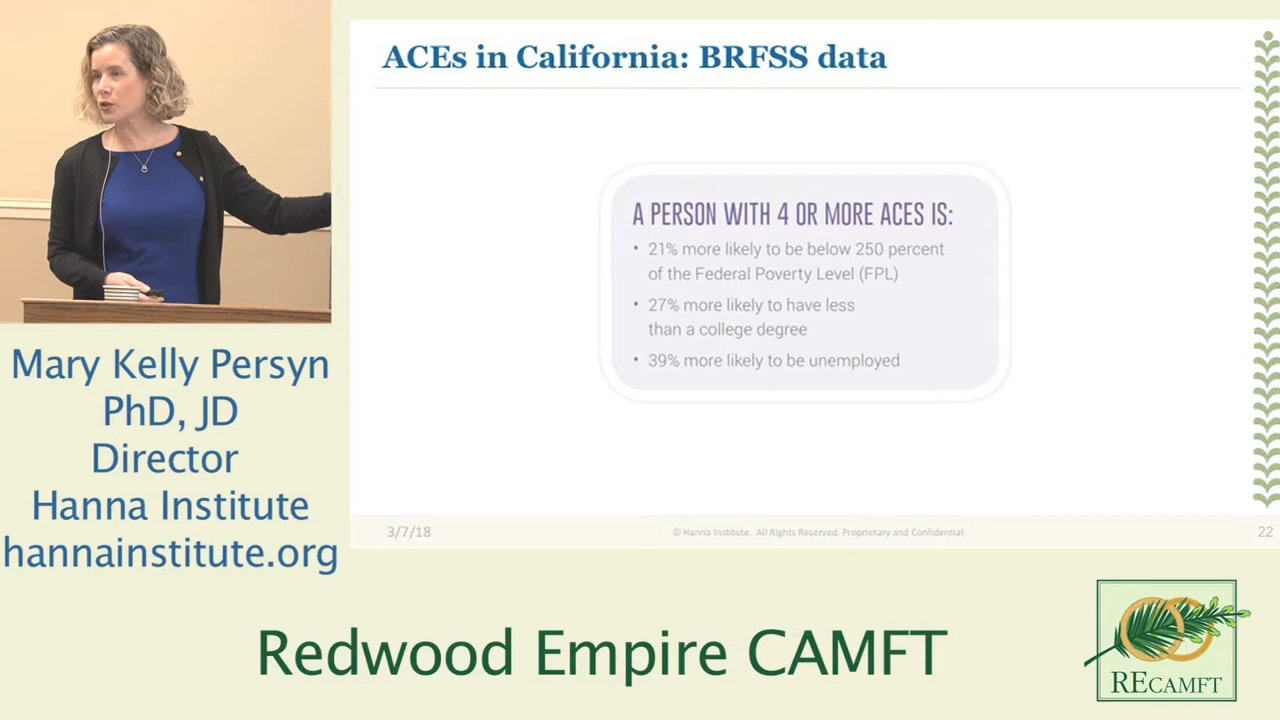 ACEs in California: BRFSS data
A PERSON WITH 4 OR MORE ACES IS:
• 21% more likely to be below 250 percent
of the Federal Poverty Level (FPL)
• 27% more likely to have less
than a college degree
• 39% more likely to be unemployed
3/7/18
© Hanna Institute. All Rights Reserved. Proprietary and Confidential.
22
Mary Kelly Persyn
PhD, JD
Director
Hanna Institute
hannainstitute.org
Redwood Empire CAMFT
RECAMFT